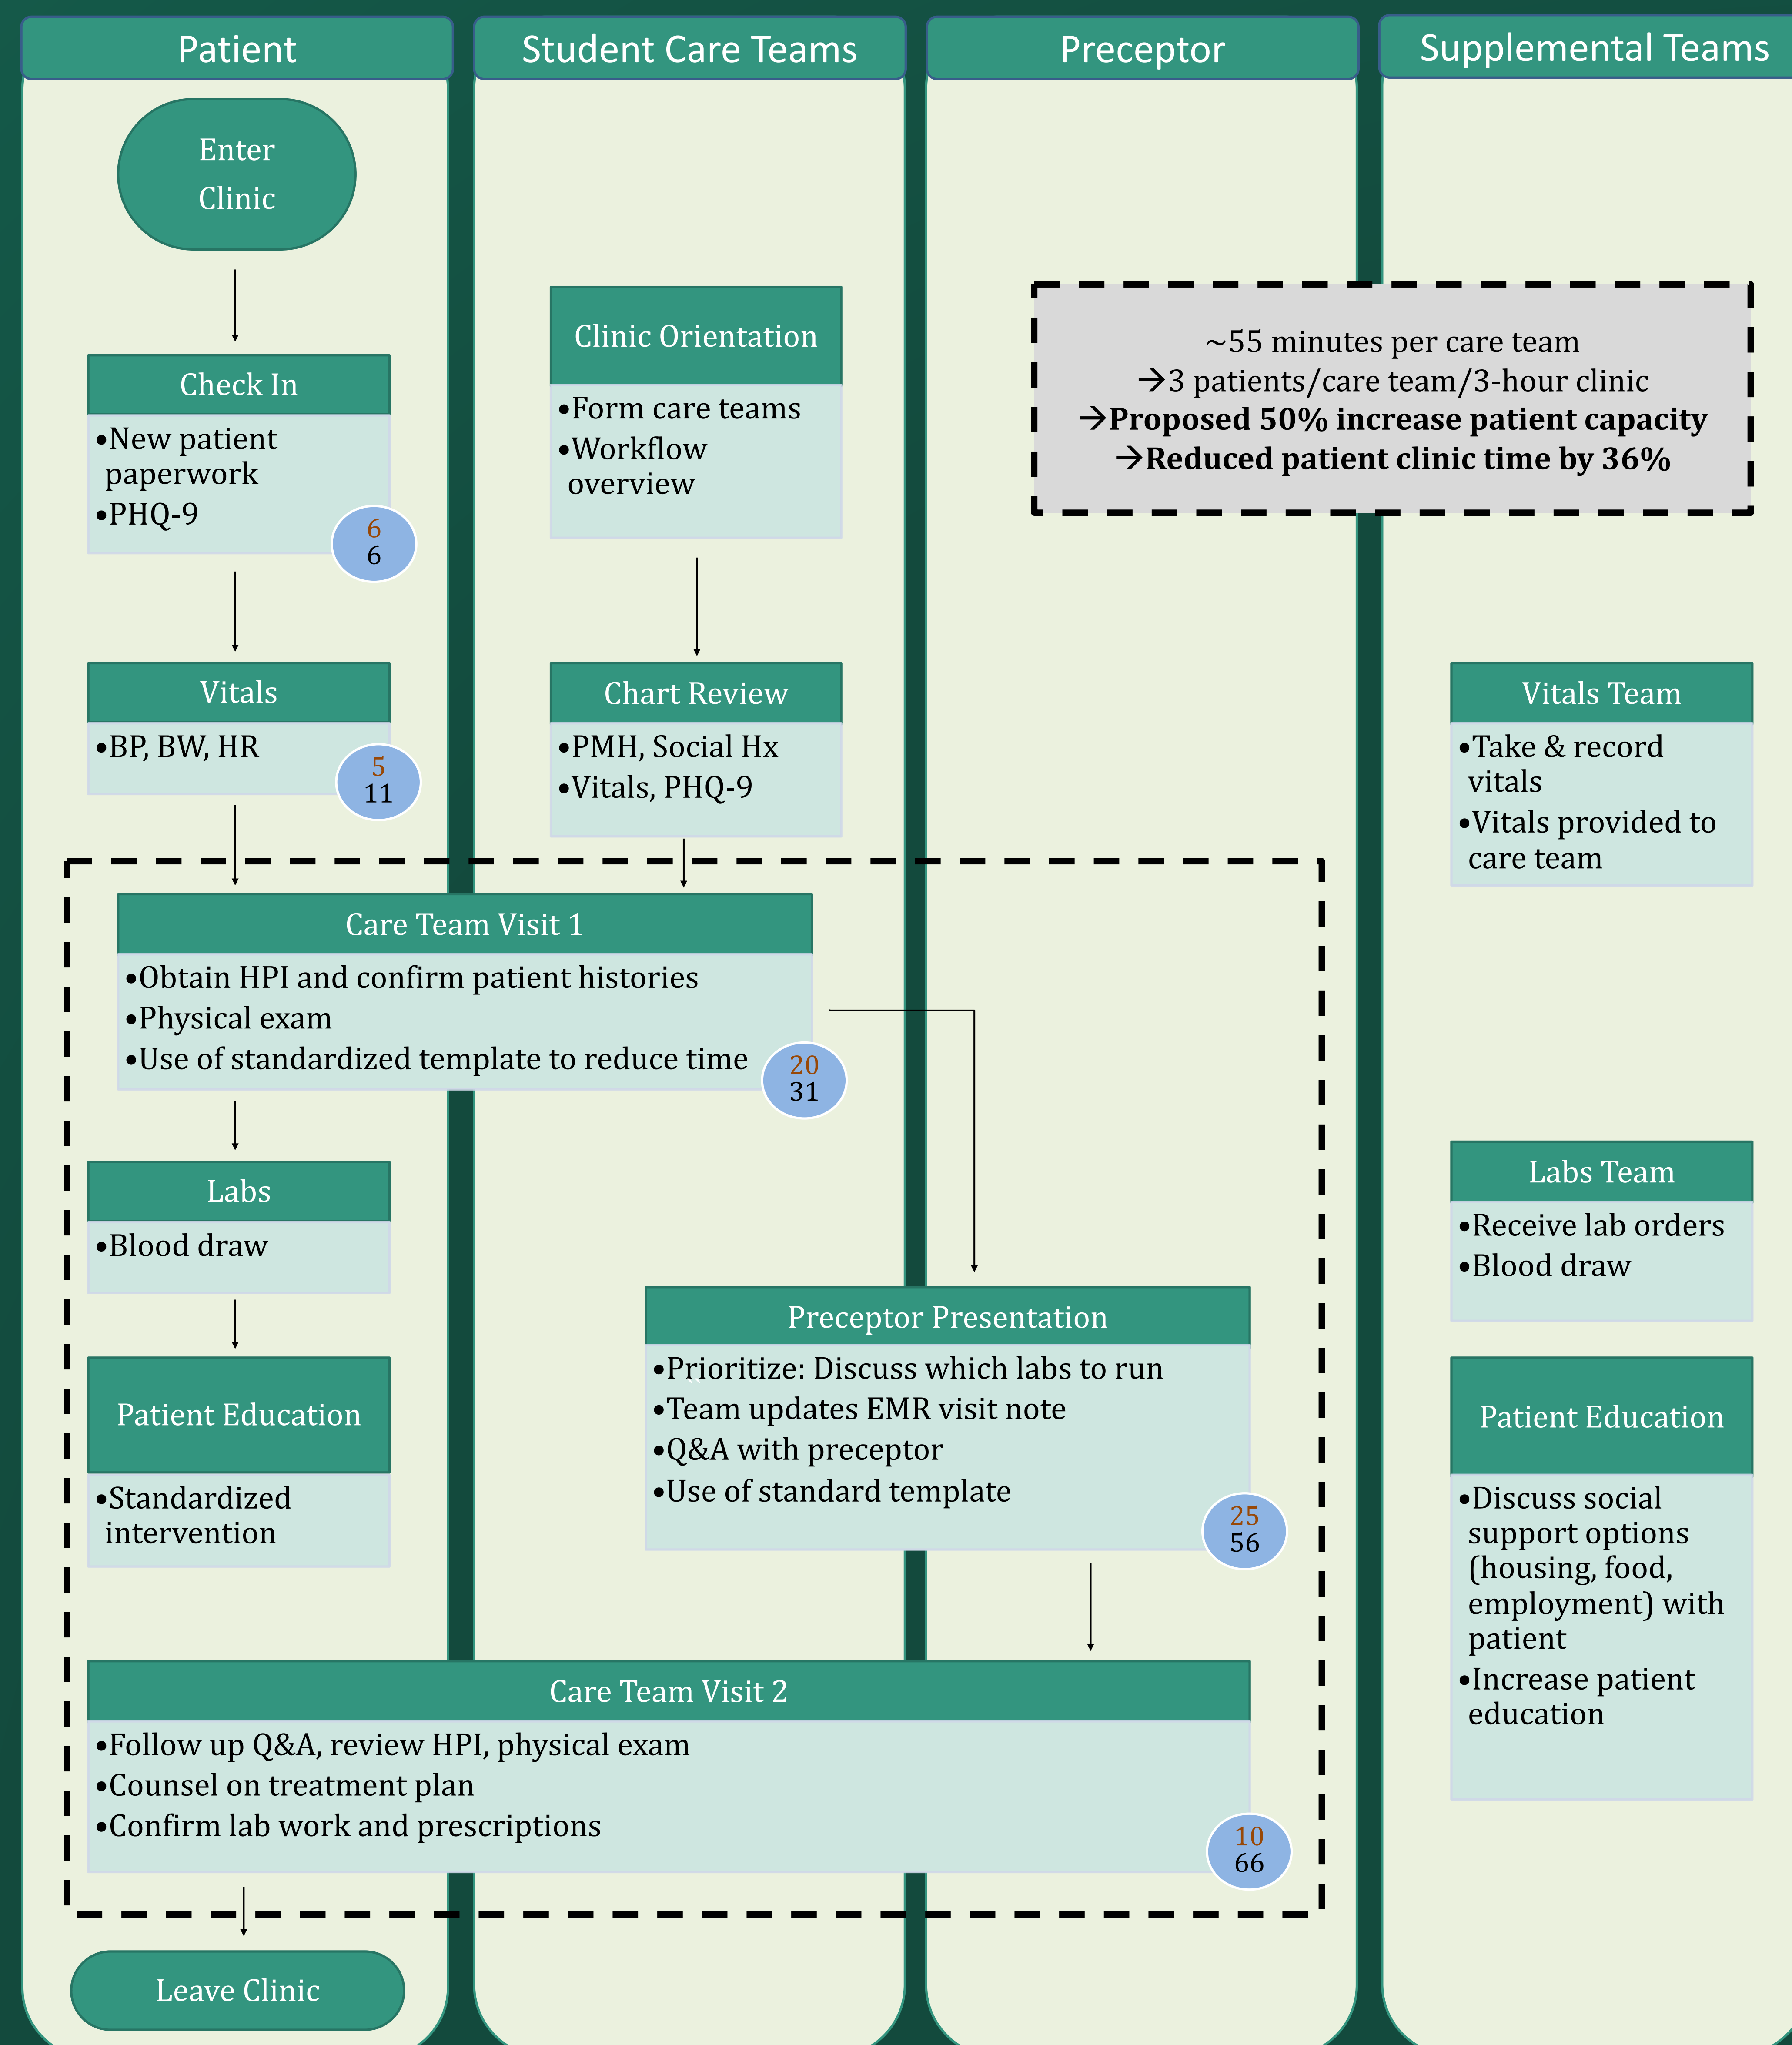 Patient
Student Care Teams
Preceptor
Supplemental Teams
Enter
Clinic
Clinic Orientation
•Form care teams
•Workflow
overview
~55 minutes per care team
→3 patients/care team/3-hour clinic
→Proposed 50% increase patient capacity
→Reduced patient clinic time by 36%
Check In
•New patient
paperwork
•PHQ-9
6
6
Vitals
•BP, BW, HR
5
11
Chart Review
•PMH, Social Hx
•Vitals, PHQ-9
Vitals Team
•Take & record
vitals
•Vitals provided to
care team
Care Team Visit 1
•Obtain HPI and confirm patient histories
•Physical exam
•Use of standardized template to reduce time
20
31
Labs
•Blood draw
Labs Team
•Receive lab orders
•Blood draw
Preceptor Presentation
•Prioritize: Discuss which labs to run
•Team updates EMR visit note
•Q&A with preceptor
•Use of standard template
25
56
Patient Education
•Standardized
intervention
Patient Education
•Discuss social
support options
(housing, food,
employment) with
patient
•Increase patient
education
Care Team Visit 2
•Follow up Q&A, review HPI, physical exam
•Counsel on treatment plan
•Confirm lab work and prescriptions
10
66
Leave Clinic